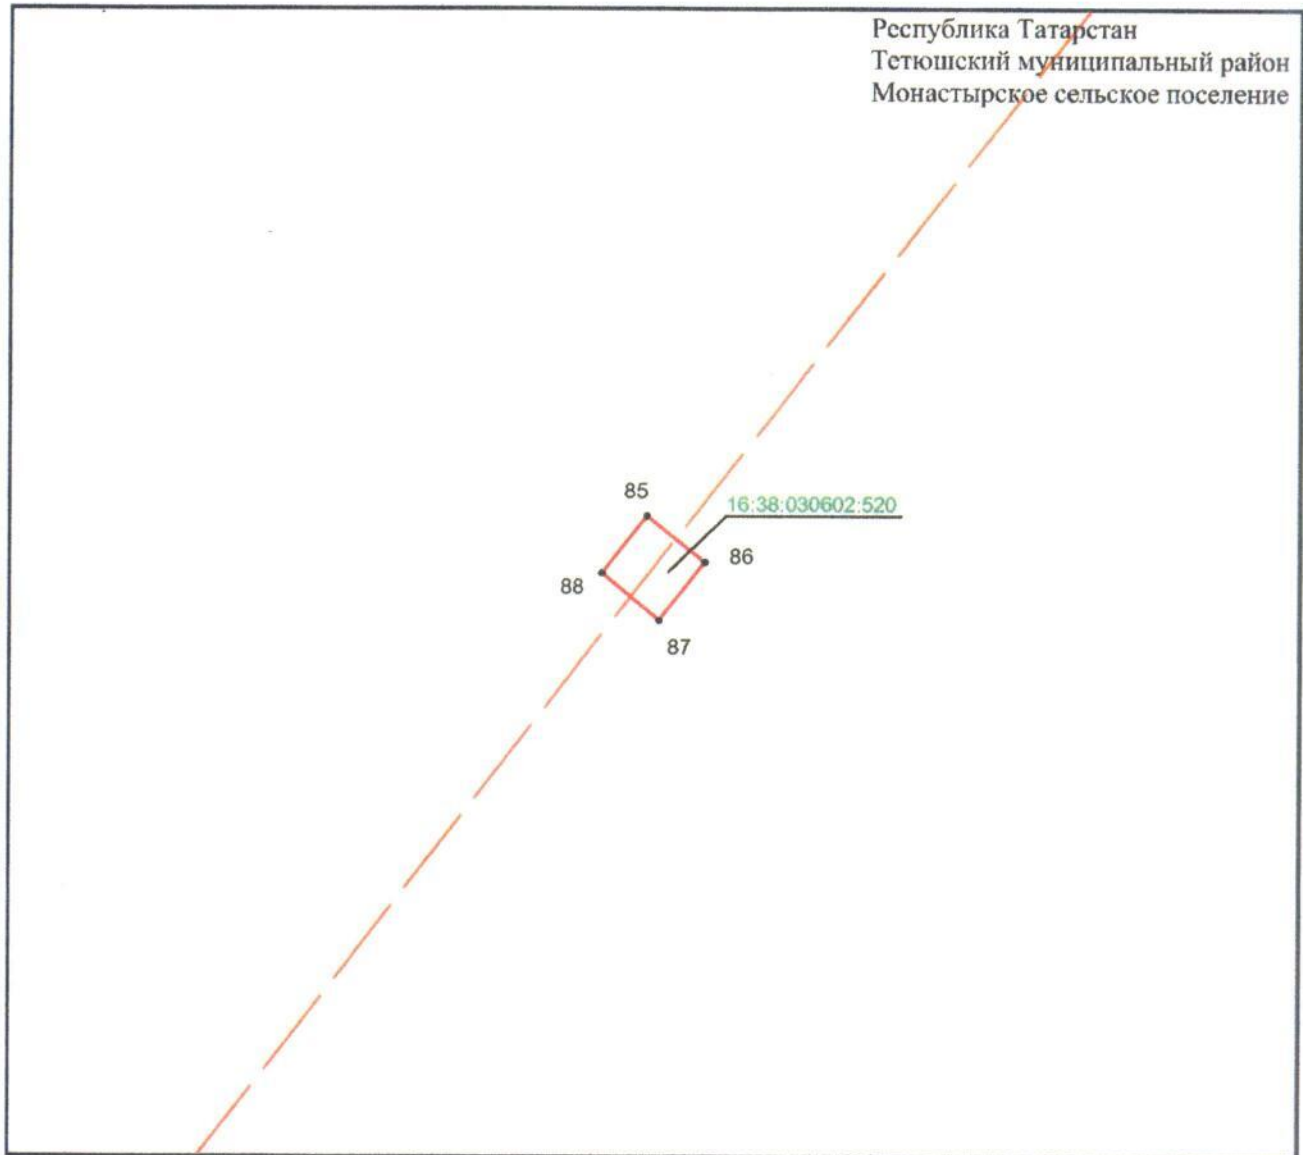 Республика Татарстан
Тетюшский муниципальный район
Монастырское сельское поселение
85
16:38:030602:520
86
88
87